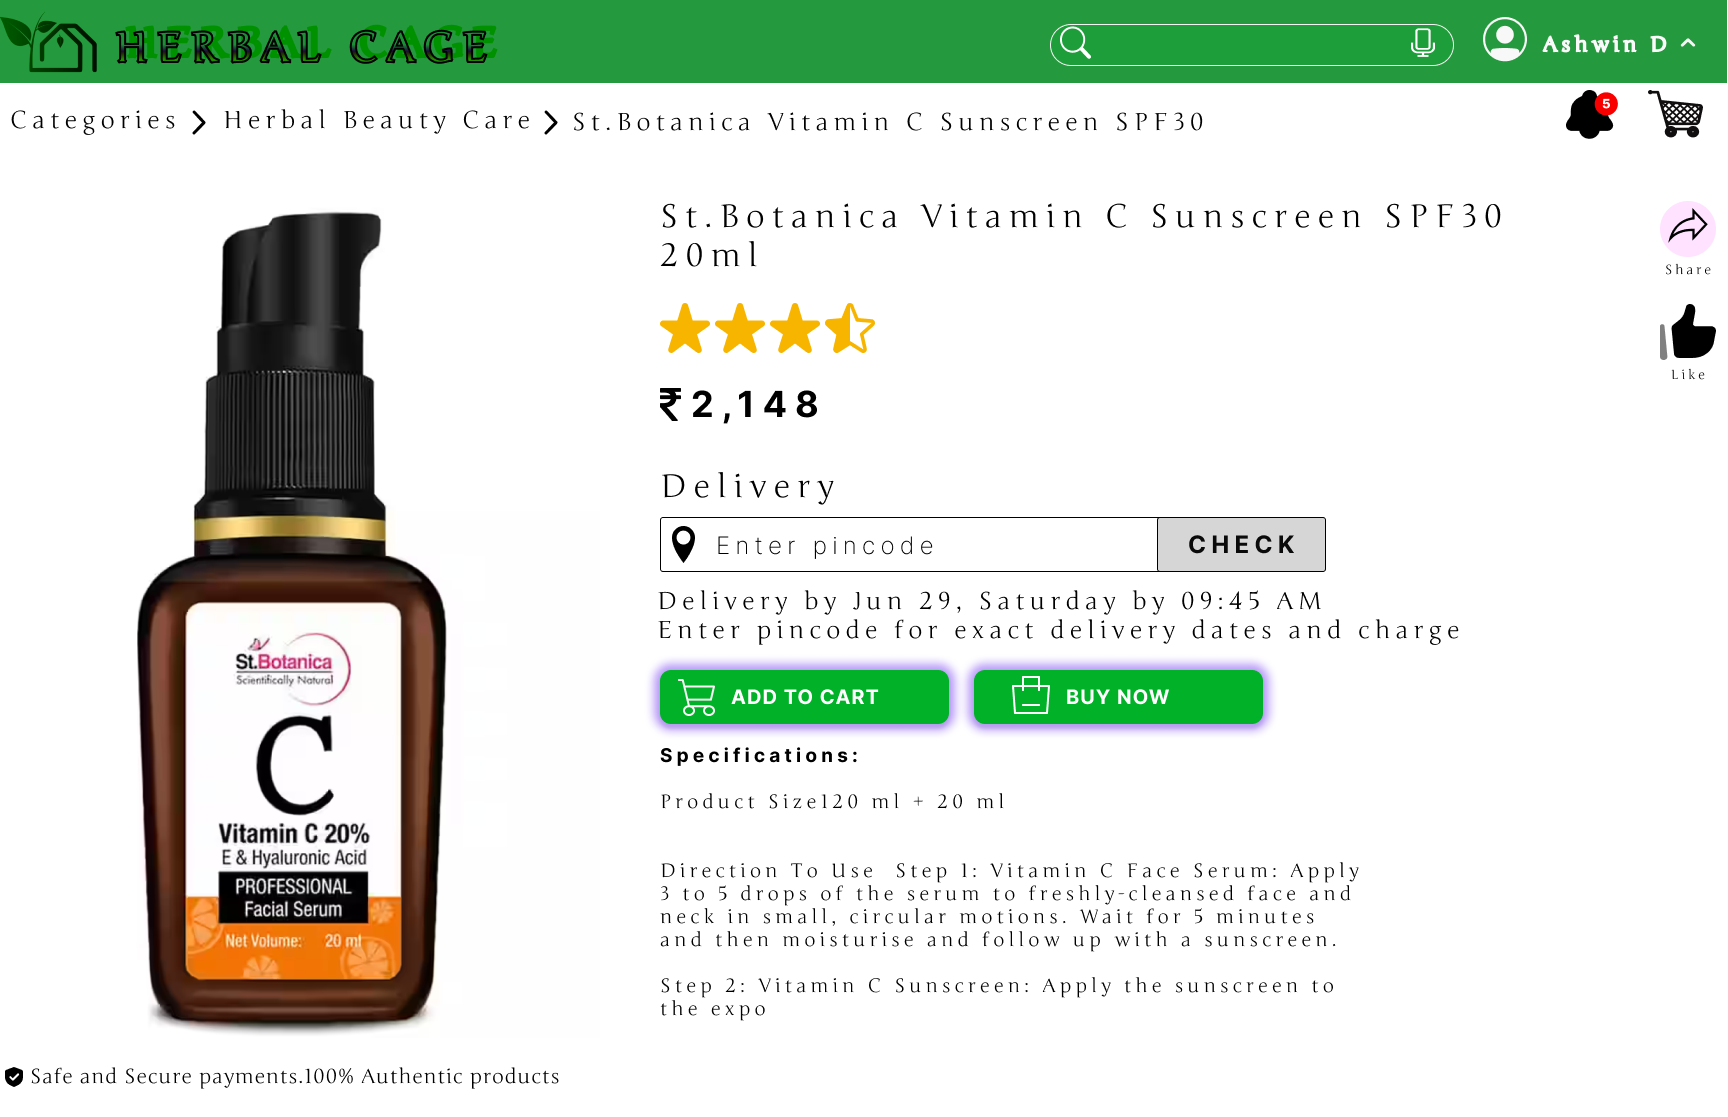 HERBAL CAGE
Ashwin D
Categories > Herbal Beauty Care > St.Botanica Vitamin C Sunscreen SPF30
5
St.Botanica Vitamin C Sunscreen SPF30
20ml
Share
Like
₹2,148
Delivery
Enter pincode
CHECK
Delivery by Jun 29, Saturday by 09:45 AM
Enter pincode for exact delivery dates and charge
ADD TO CART
BUY NOW
Specifications:
Product Size120 ml + 20 ml
Direction To Use  Step 1: Vitamin C Face Serum: Apply
3 to 5 drops of the serum to freshly-cleansed face and
neck in small, circular motions. Wait for 5 minutes
and then moisturise and follow up with a sunscreen.
Step 2: Vitamin C Sunscreen: Apply the sunscreen to
the expo
St.Botanica
Scientifically Natural
C
Vitamin C 20%
E & Hyaluronic Acid
PROFESSIONAL
Facial Serum
Net Volume: 20 ml
Safe and Secure payments.100% Authentic products